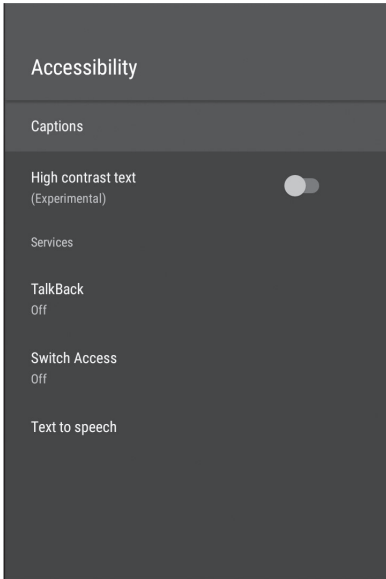 Accessibility
Captions
High contrast text
(Experimental)
Services
TalkBack
Off
Switch Access
Off
Text to speech